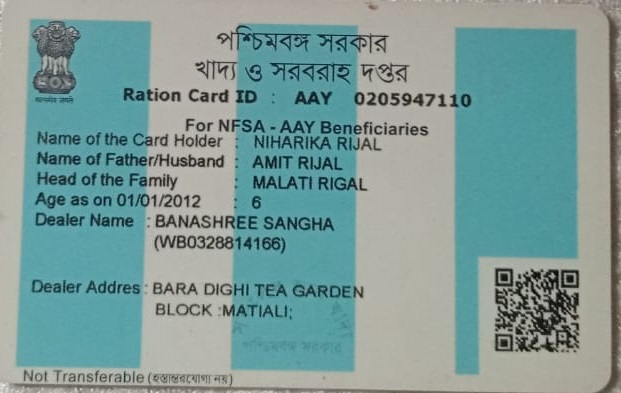 পশ্চিমবঙ্গ সরকার
খাদ্য ও সরবরাহ দপ্তর
Ration Card ID : AAY 0205947110
For NFSA - AAY Beneficiaries
Name of the Card Holder : NIHARIKA RIJAL
Name of Father/Husband : AMIT RIJAL
Head of the Family : MALATI RIGAL
Age as on 01/01/2012 : 6
Dealer Name : BANASHREE SANGHA
(WB0328814166)
Dealer Addres : BARA DIGHI TEA GARDEN
BLOCK :MATIALI;
পশ্চিমবঙ্গ সরকার
Not Transferable (হস্তান্তরযোগ্য নয়)